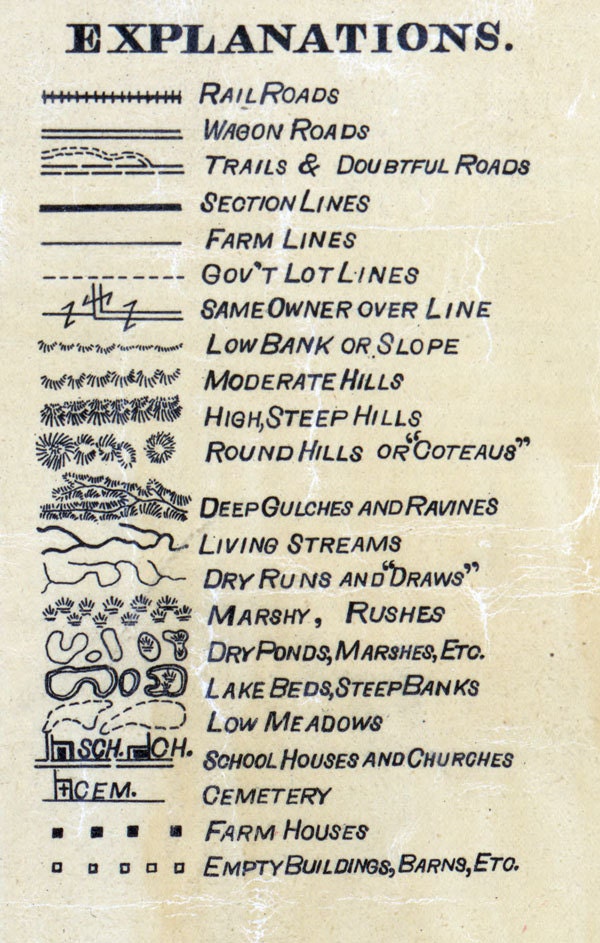 EXPLANATIONS.
RAIL ROADS
WAGON ROADS
TRAILS & DOUBTFUL ROADS
SECTION LINES
FARM LINES
GOV'T LOT LINES
SAME OWNER OVER LINE
LOW BANK OR SLOPE
MODERATE HILLS
HIGH, STEEP HILLS
ROUND HILLS OR "COTEAUS"
DEEP GULCHES AND RAVINES
LIVING STREAMS
DRY RUNS AND "DRAWS"
MARSHY, RUSHES
DRY PONDS, MARSHES, ETC.
LAKE BEDS, STEEP BANKS
LOW MEADOWS
SCH. CH. SCHOOL HOUSES AND CHURCHES
CEM. CEMETERY
FARM HOUSES
EMPTY BUILDINGS, BARNS, ETC.